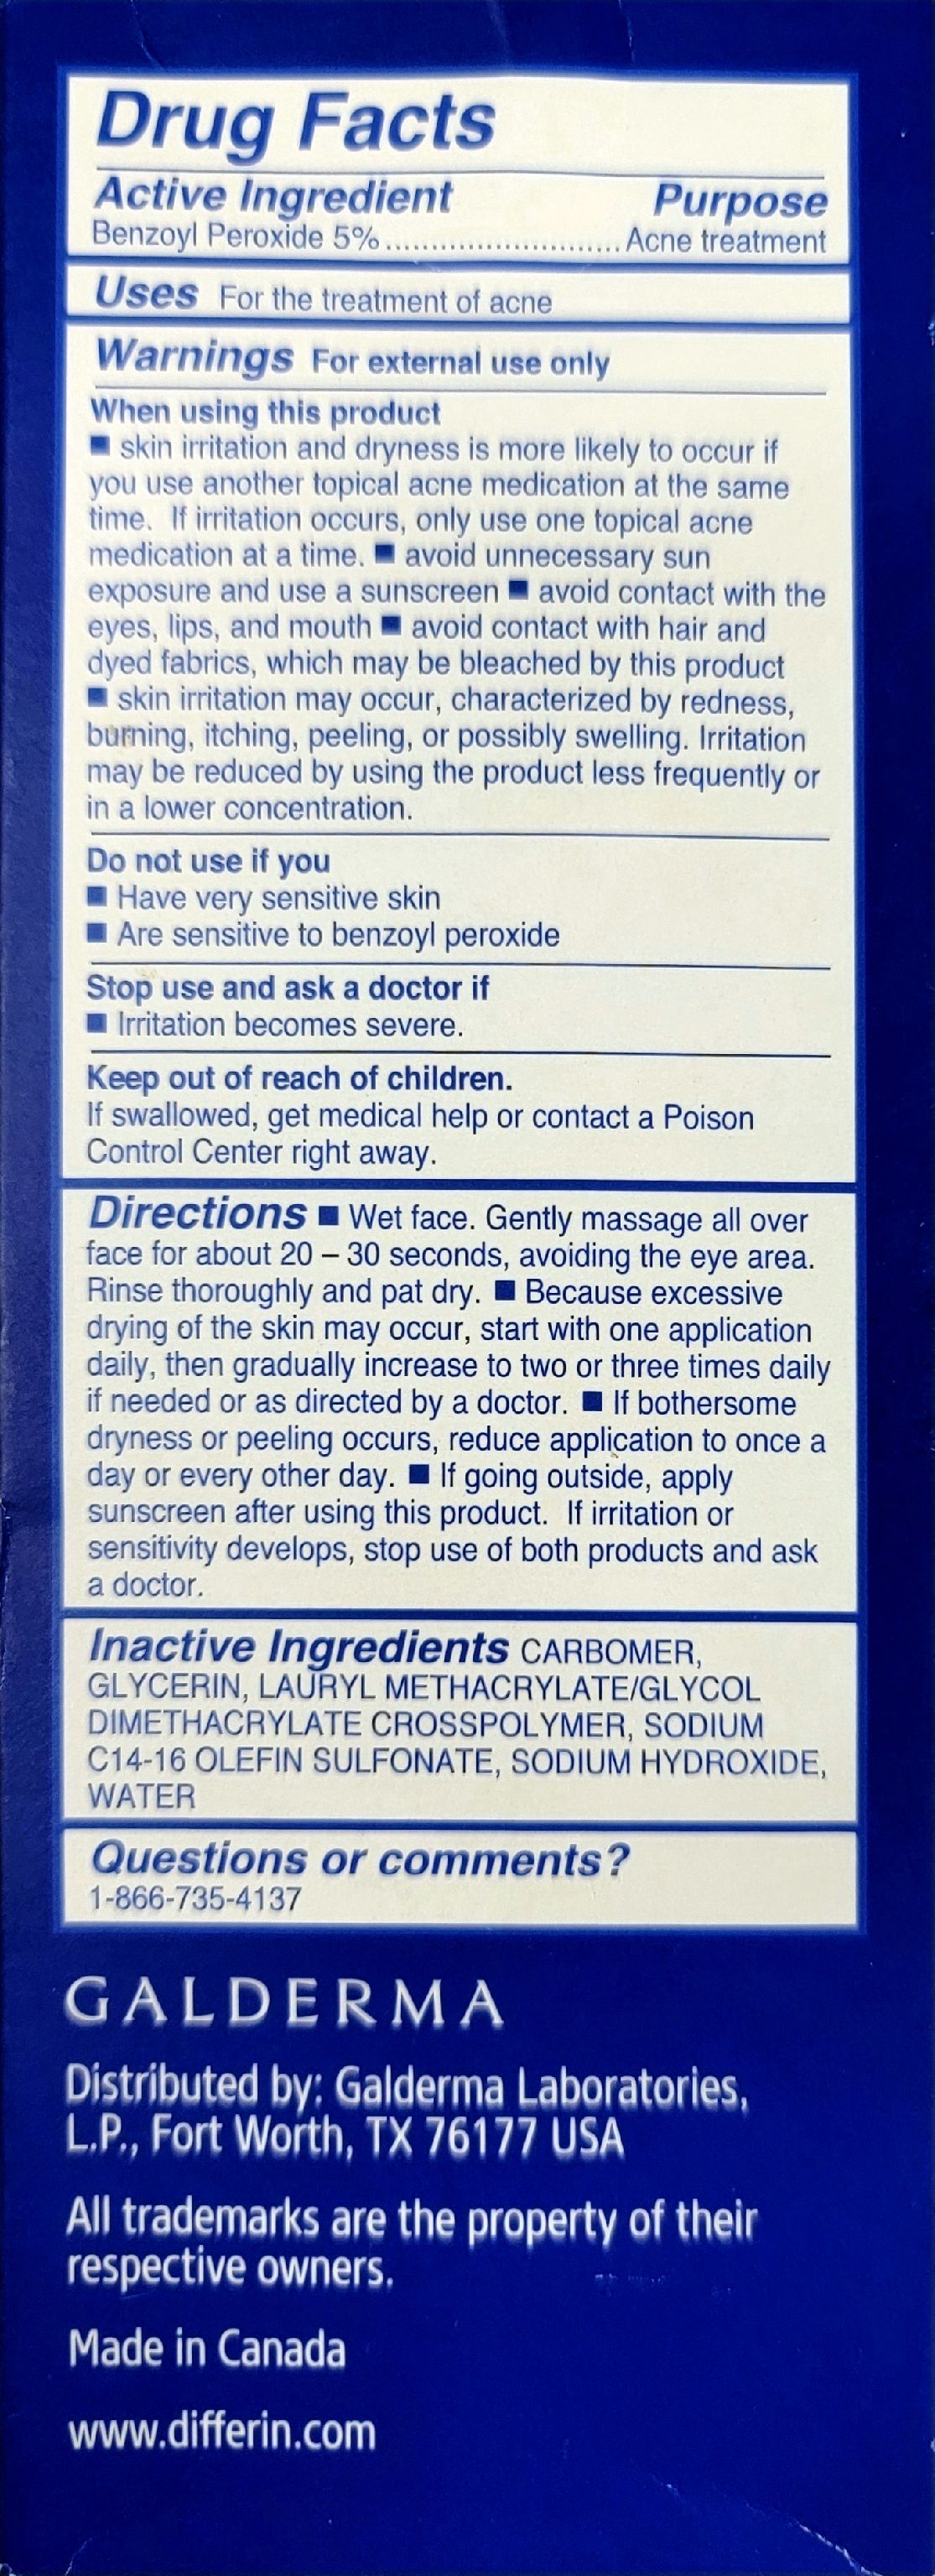 Drug Facts
Active Ingredient Purpose
Benzoyl Peroxide 5%..........................Acne treatment
Uses For the treatment of acne
Warnings For external use only
When using this product
■ skin irritation and dryness is more likely to occur if
you use another topical acne medication at the same
time. If irritation occurs, only use one topical acne
medication at a time. ■ avoid unnecessary sun
exposure and use a sunscreen ■ avoid contact with the
eyes, lips, and mouth ■ avoid contact with hair and
dyed fabrics, which may be bleached by this product
■ skin irritation may occur, characterized by redness,
burning, itching, peeling, or possibly swelling. Irritation
may be reduced by using the product less frequently or
in a lower concentration.
Do not use if you
■ Have very sensitive skin
■ Are sensitive to benzoyl peroxide
Stop use and ask a doctor if
■ Irritation becomes severe.
Keep out of reach of children.
If swallowed, get medical help or contact a Poison
Control Center right away.
Directions ■ Wet face. Gently massage all over
face for about 20 – 30 seconds, avoiding the eye area.
Rinse thoroughly and pat dry. ■ Because excessive
drying of the skin may occur, start with one application
daily, then gradually increase to two or three times daily
if needed or as directed by a doctor. ■ If bothersome
dryness or peeling occurs, reduce application to once a
day or every other day. ■ If going outside, apply
sunscreen after using this product. If irritation or
sensitivity develops, stop use of both products and ask
a doctor.
Inactive Ingredients CARBOMER,
GLYCERIN, LAURYL METHACRYLATE/GLYCOL
DIMETHACRYLATE CROSSPOLYMER, SODIUM
C14-16 OLEFIN SULFONATE, SODIUM HYDROXIDE,
WATER
Questions or comments?
1-866-735-4137
GALDERMA
Distributed by: Galderma Laboratories,
L.P., Fort Worth, TX 76177 USA
All trademarks are the property of their
respective owners.
Made in Canada
www.differin.com